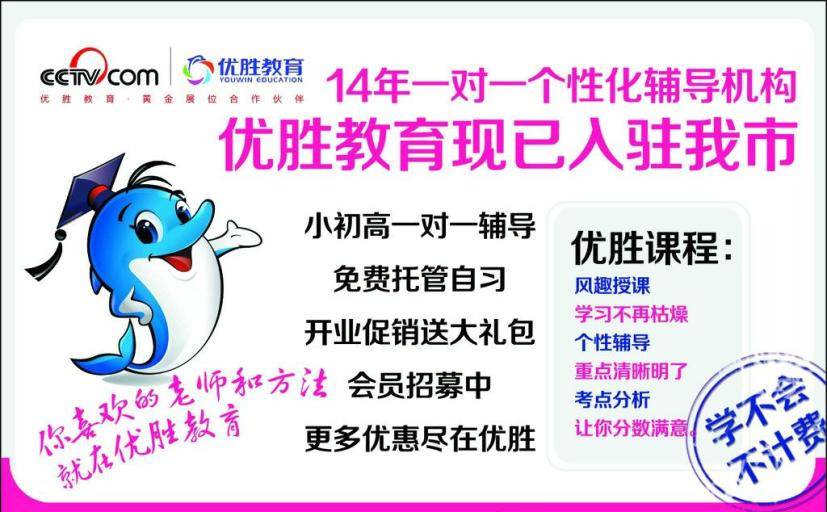 CCTV.com
优胜教育
YOUWIN EDUCATION
优胜教育·黄金展位合作伙伴
14年一对一个性化辅导机构
优胜教育现已入驻我市
小初高一对一辅导
免费托管自习
开业促销送大礼包
会员招募中
更多优惠尽在优胜
优胜课程：
风趣授课
学习不再枯燥
个性辅导
重点清晰明了
考点分析
让你分数满意。
学不会
不计费
你喜欢的老师和方法
就在优胜教育